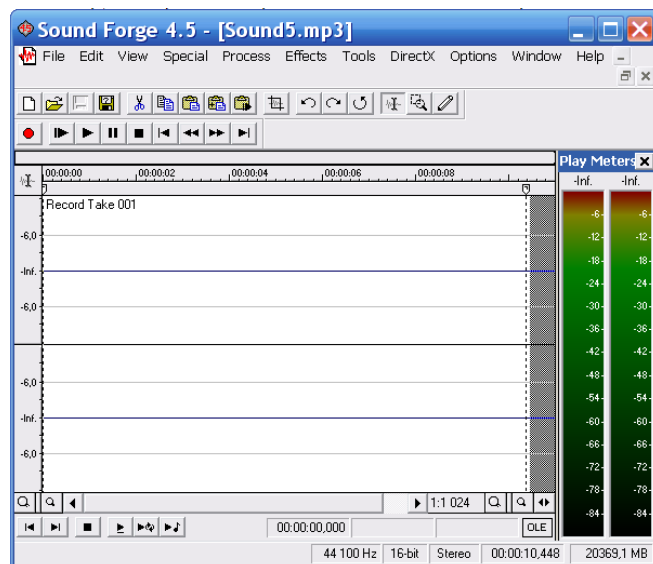 Sound Forge 4.5 - [Sound5.mp3]
File Edit View Special Process Effects Tools DirectX Options Window Help
Play Meters
-Inf. -Inf.
00:00:00 00:00:02 00:00:04 00:00:06 00:00:08
Record Take 001
-6,0
-Inf.
-6,0
-6,0
-Inf.
-6,0
-6 -6
-12 -12
-18 -18
-24 -24
-30 -30
-36 -36
-42 -42
-48 -48
-54 -54
-60 -60
-66 -66
-72 -72
-78 -78
-84 -84
1:1 024
00:00:00,000 OLE
44 100 Hz 16-bit Stereo 00:00:10,448 20369,1 MB